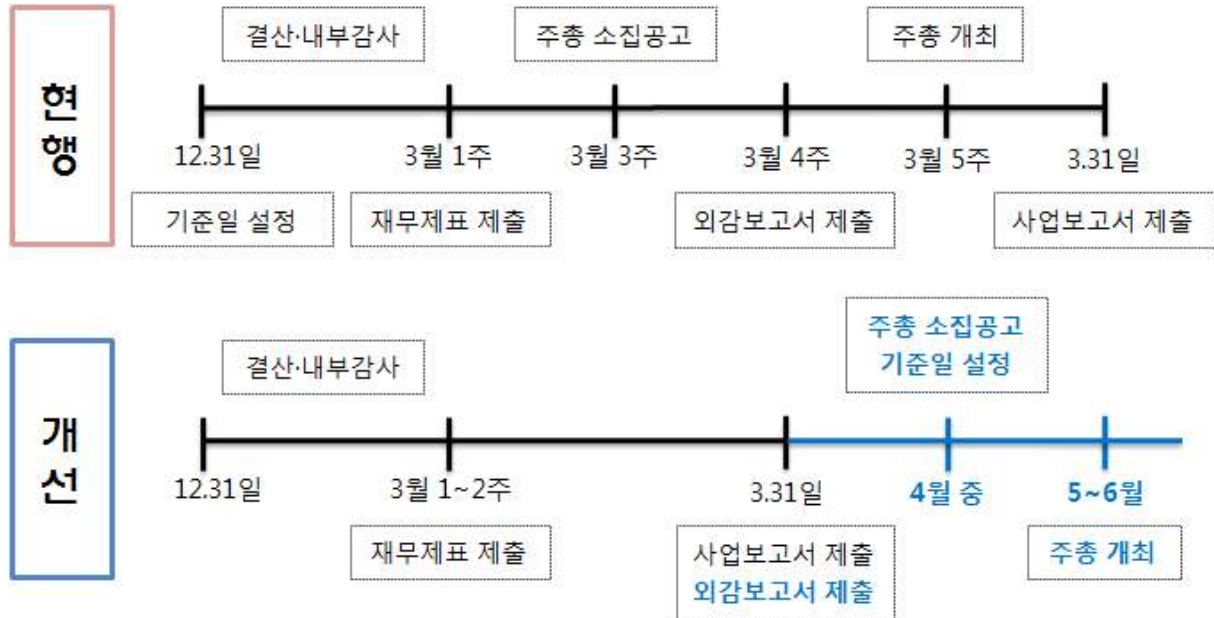 현행
결산·내부감사 주총 소집공고 주총 개최
12.31일 3월 1주 3월 3주 3월 4주 3월 5주 3.31일
기준일 설정 재무제표 제출 외감보고서 제출 사업보고서 제출
개선
주총 소집공고
기준일 설정
결산·내부감사
12.31일 3월 1~2주 3.31일 4월 중 5~6월
재무제표 제출 사업보고서 제출 주총 개최
외감보고서 제출